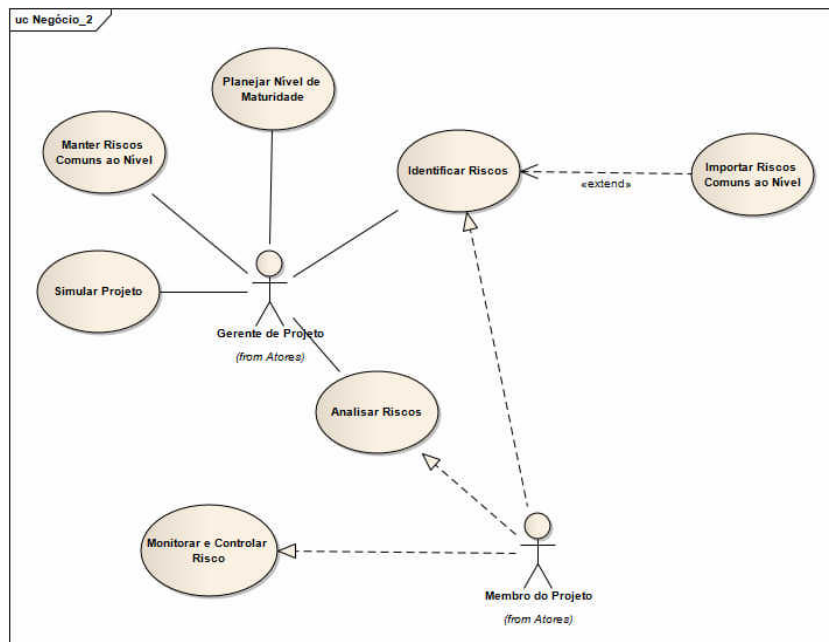 uc Negócio_2
Planejar Nível de
Maturidade
Manter Riscos
Comuns ao Nível
Identificar Riscos
Importar Riscos
Comuns ao Nível
«extend»
Simular Projeto
Gerente de Projeto
(from Atores)
Analisar Riscos
Monitorar e Controlar
Risco
Membro do Projeto
(from Atores)